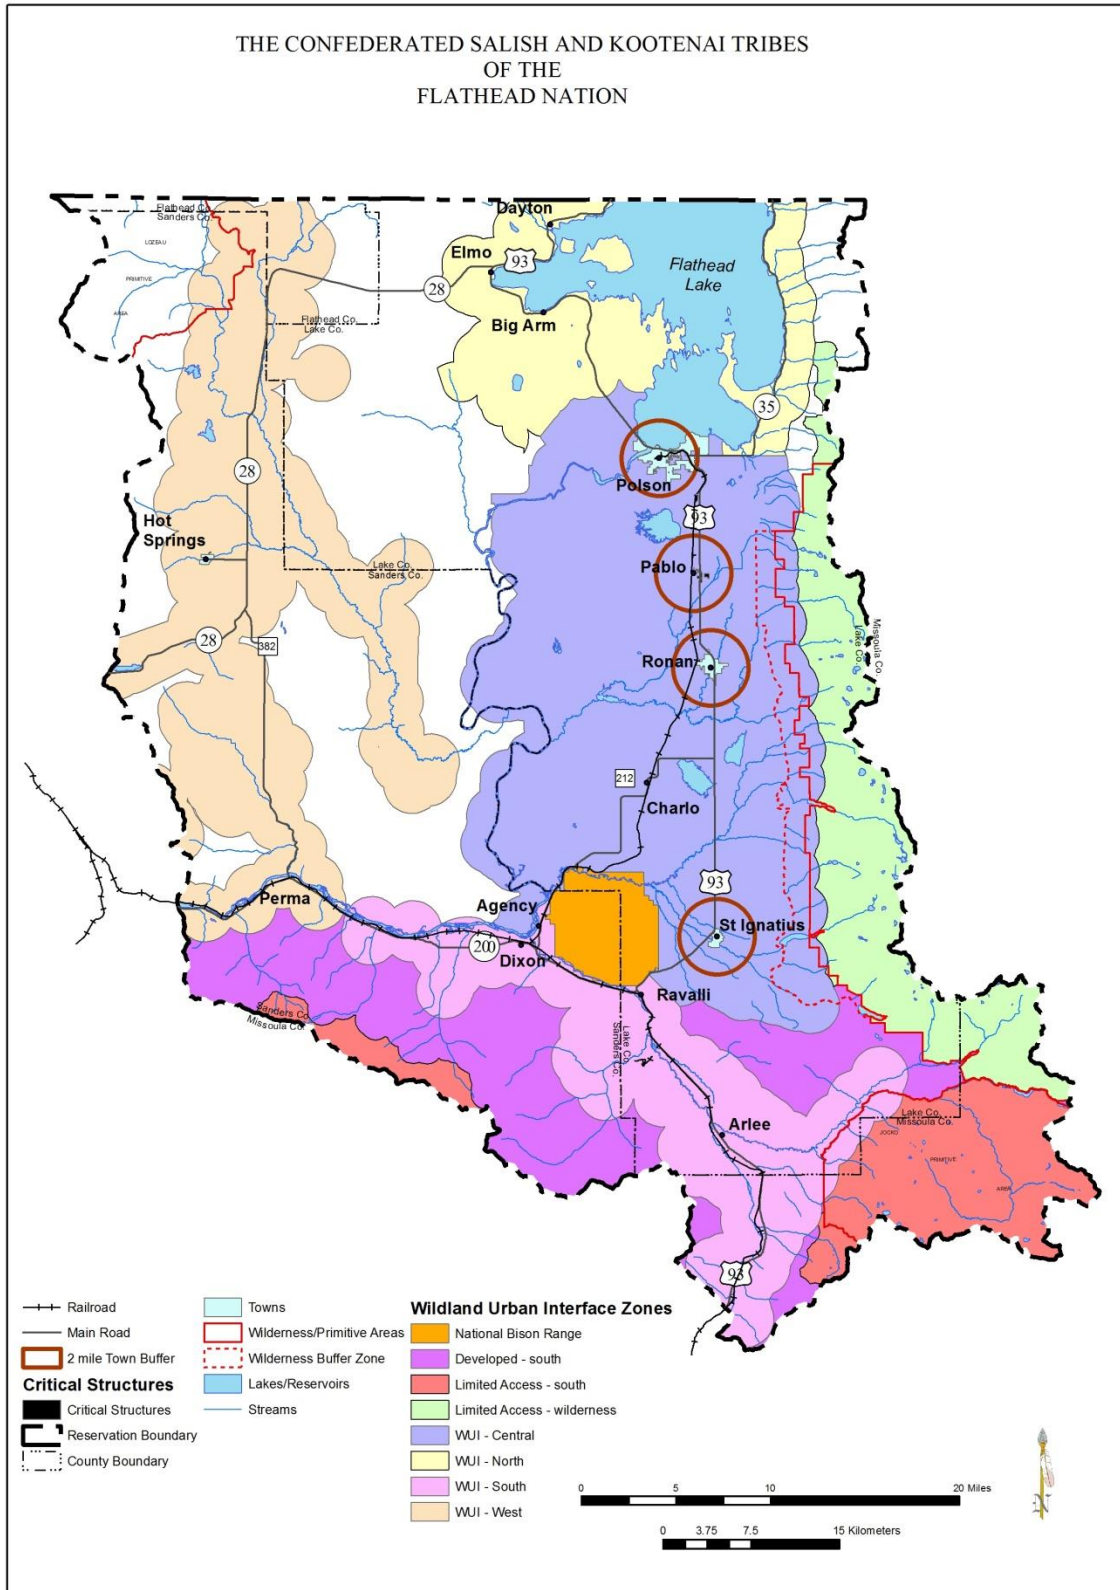 THE CONFEDERATED SALISH AND KOOTENAI TRIBES
OF THE
FLATHEAD NATION
Flathead Co.
Sanders Co.
LOZEAU
PRIMITIVE
AREA
Dayton
Elmo
93
Flathead
Lake
28
Big Arm
Flathead Co.
Lake Co.
35
28
Polson
93
Hot
Springs
Pablo
Lake Co.
Sanders Co.
Missoula Co.
Lake Co.
28
382
Ronan
212
Charlo
93
Perma
Agency
St Ignatius
200
Dixon
Ravalli
Sanders Co.
Missoula Co.
Lake Co.
Sanders Co.
Arlee
Lake Co.
Missoula Co.
JOCKO
PRIMITIVE
AREA
93
Railroad
Main Road
2 mile Town Buffer
Critical Structures
Critical Structures
Reservation Boundary
County Boundary
Towns
Wilderness/Primitive Areas
Wilderness Buffer Zone
Lakes/Reservoirs
Streams
Wildland Urban Interface Zones
National Bison Range
Developed - south
Limited Access - south
Limited Access - wilderness
WUI - Central
WUI - North
WUI - South
WUI - West
0 5 10 20 Miles
0 3.75 7.5 15 Kilometers
N